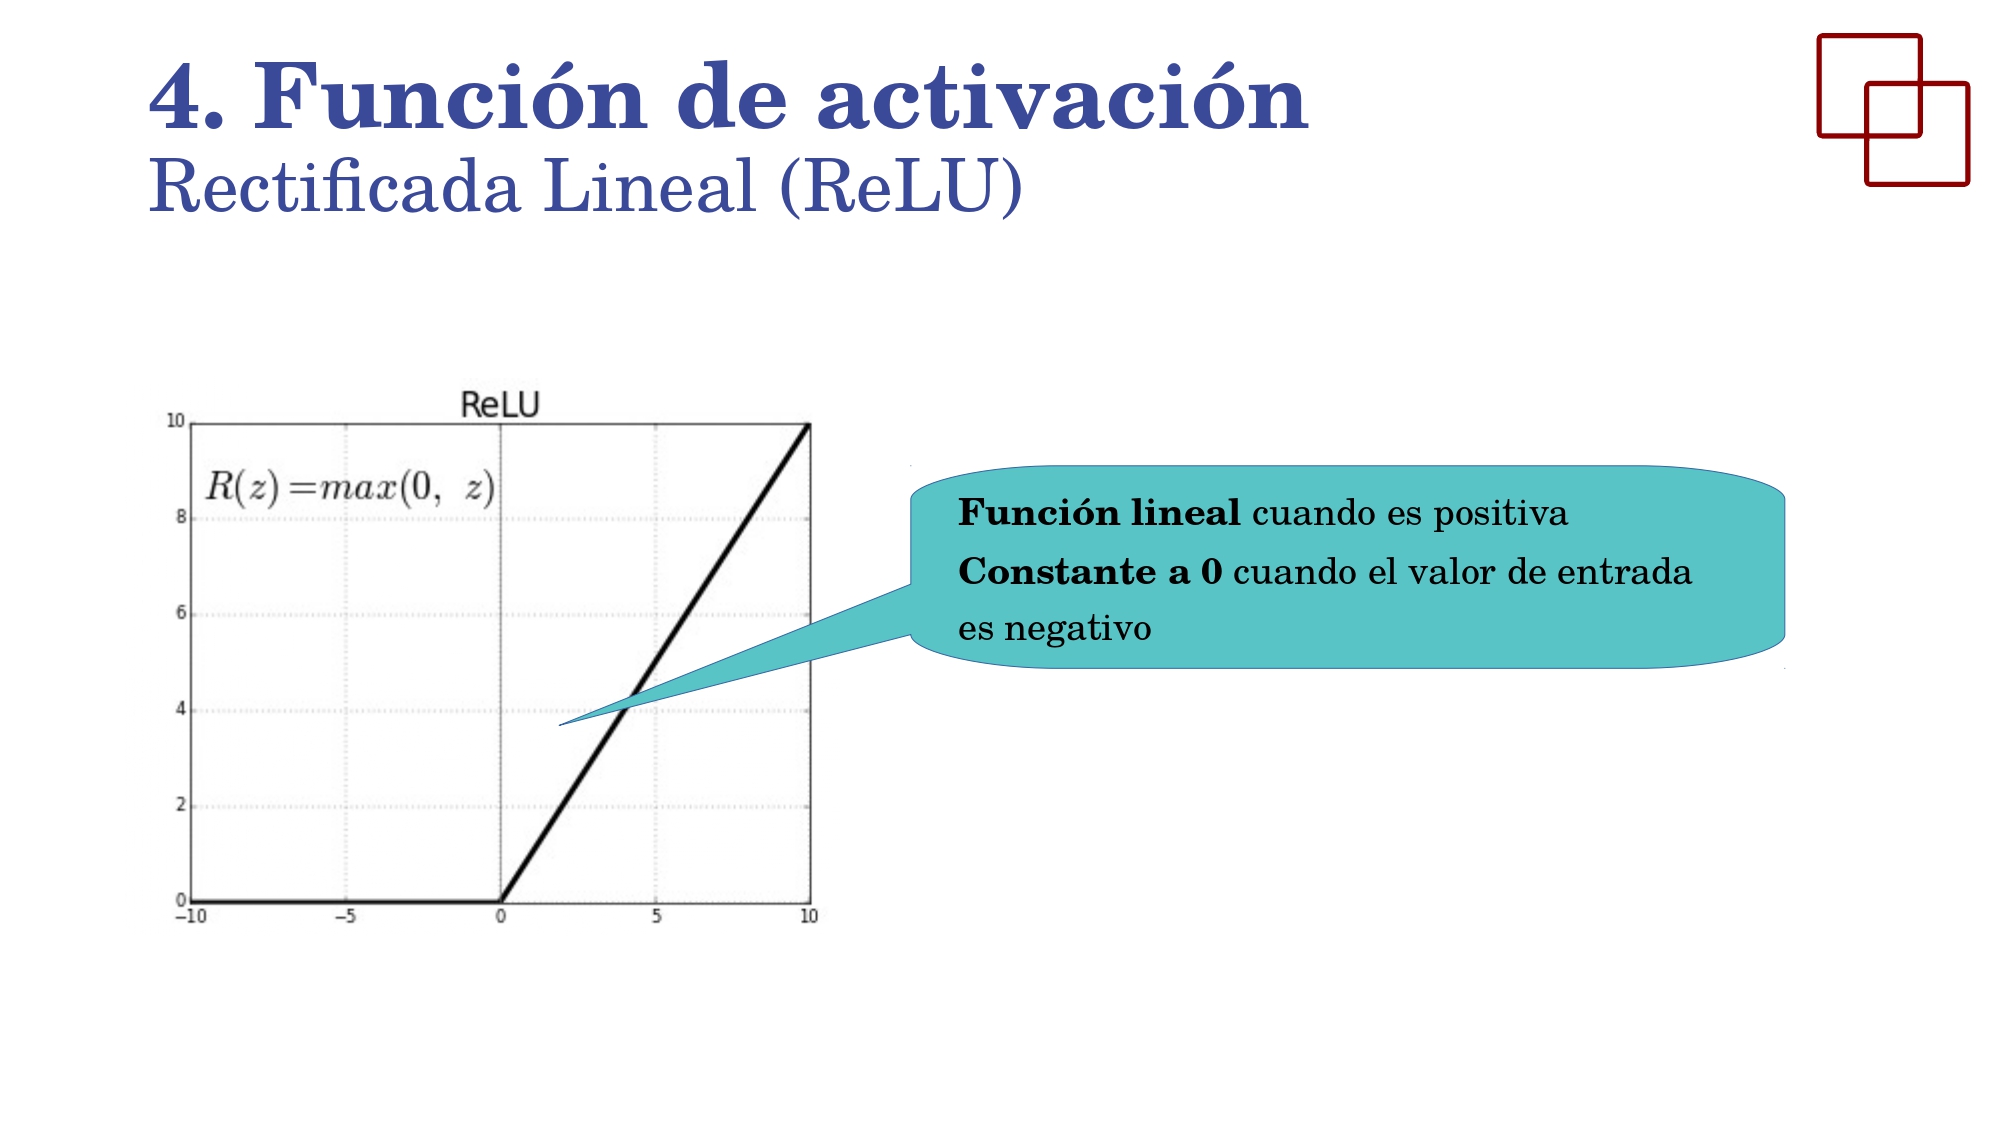 4. Función de activación
Rectificada Lineal (ReLU)
ReLU
R(z)=max(0, z)
10
8
6
4
2
0
−10
−5
0
5
10
Función lineal cuando es positiva
Constante a 0 cuando el valor de entrada
es negativo